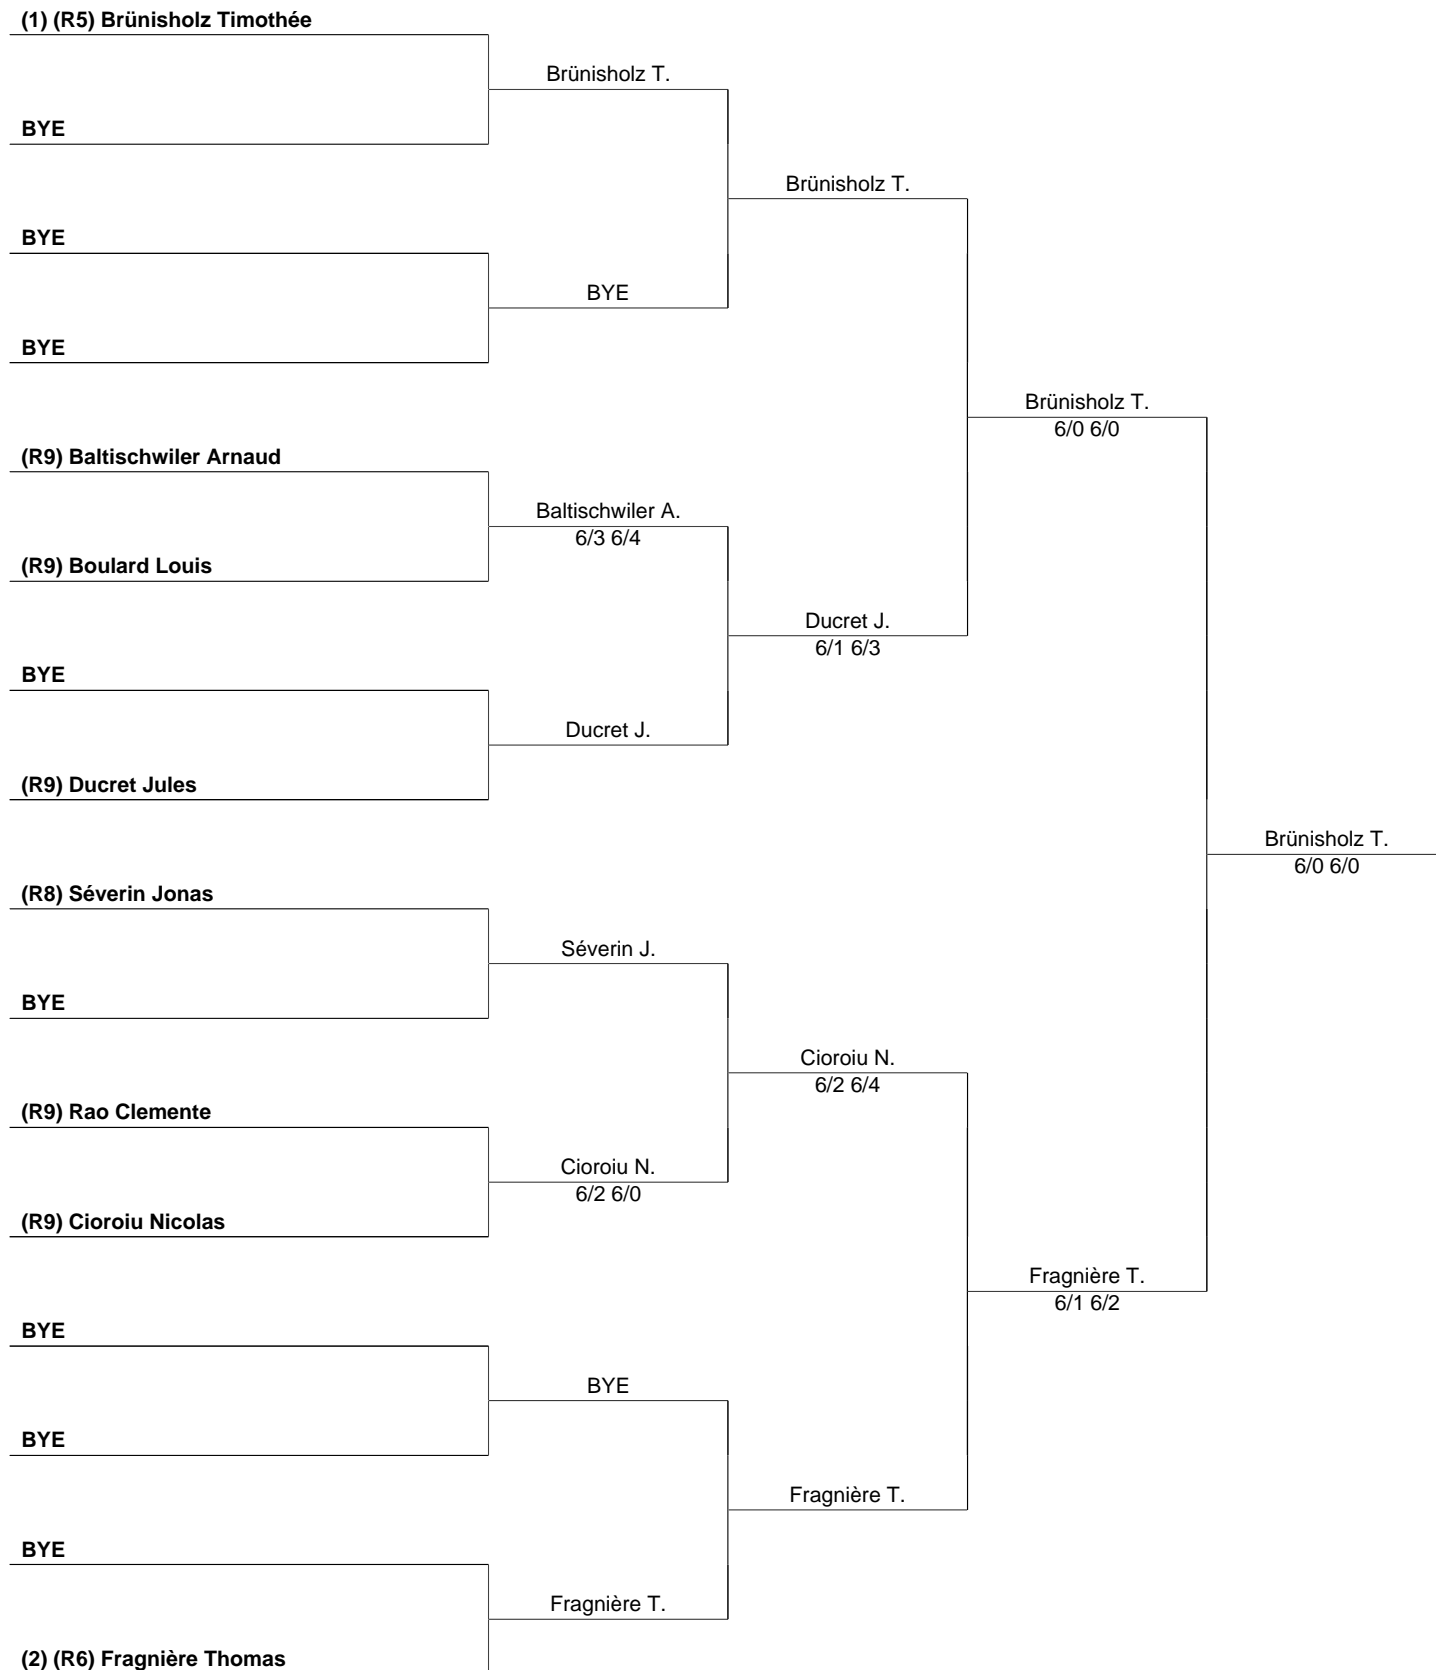 (1) (R5) Brünisholz Timothée
Brünisholz T.
BYE
Brünisholz T.
BYE
BYE
BYE
Brünisholz T.
6/0 6/0
(R9) Baltischwiler Arnaud
Baltischwiler A.
6/3 6/4
(R9) Boulard Louis
Ducret J.
6/1 6/3
BYE
Ducret J.
(R9) Ducret Jules
Brünisholz T.
6/0 6/0
(R8) Séverin Jonas
Séverin J.
BYE
Cioroiu N.
6/2 6/4
(R9) Rao Clemente
Cioroiu N.
6/2 6/0
(R9) Cioroiu Nicolas
Fragnière T.
6/1 6/2
BYE
BYE
BYE
Fragnière T.
BYE
Fragnière T.
(2) (R6) Fragnière Thomas